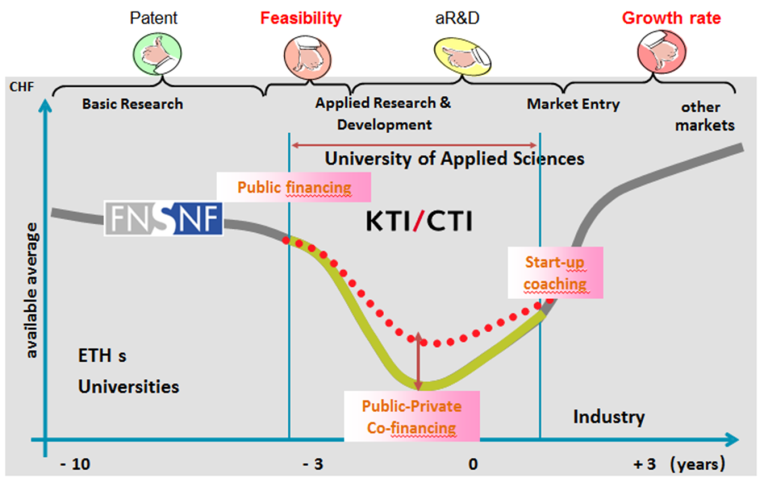 Patent
Feasibility
aR&D
Growth rate
CHF
Basic Research
Applied Research &
Development
Market Entry
other
markets
University of Applied Sciences
Public financing
FNSNF
KTI/CTI
Start-up
coaching
available average
ETH s
Universities
Public-Private
Co-financing
Industry
- 10
- 3
0
+ 3 (years)